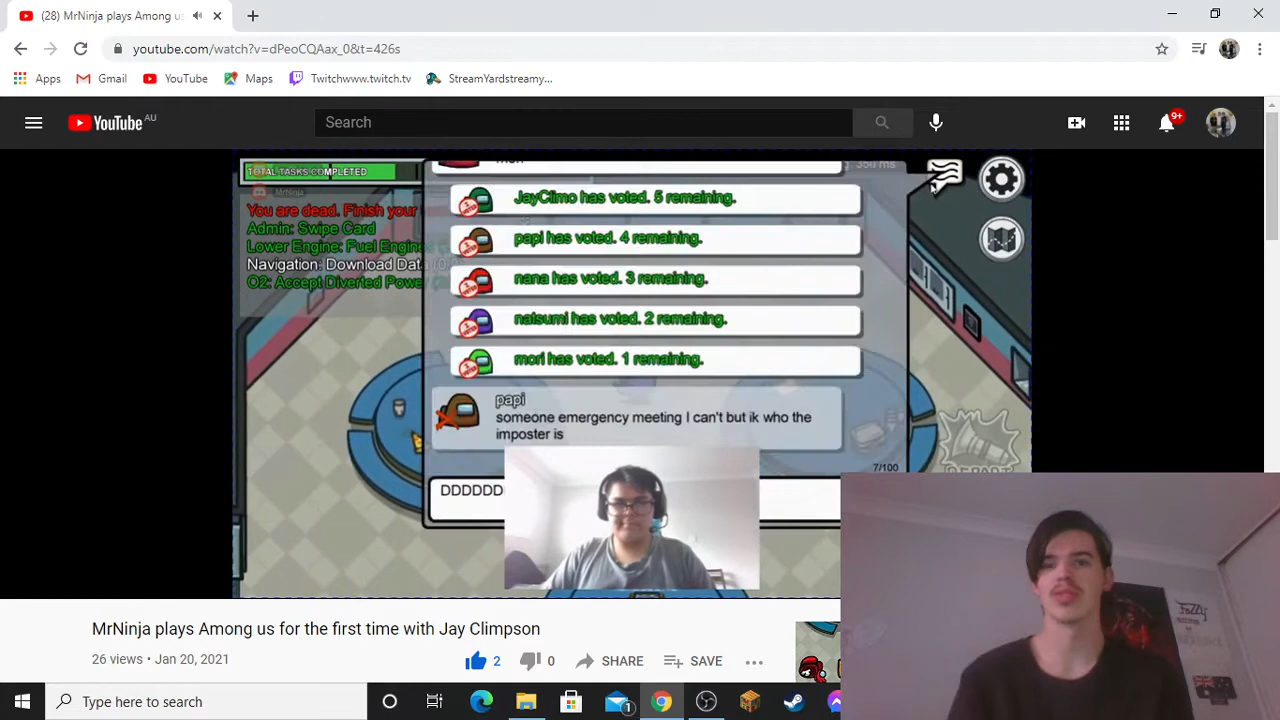 (28) MrNinja plays Among us
youtube.com/watch?v=dPeoCQAax_0&t=426s
Apps Gmail YouTube Maps Twitchwww.twitch.tv StreamYardstreamy...
YouTube AU
Search
9+
TOTAL TASKS COMPLETED
MrNinja
You are dead. Finish your
Admin: Swipe Card
Lower Engine: Fuel Engine
Navigation: Download Data
O2: Accept Diverted Power
JayClimo has voted. 5 remaining.
papi has voted. 4 remaining.
nana has voted. 3 remaining.
natsumi has voted. 2 remaining.
mori has voted. 1 remaining.
papi
someone emergency meeting I can't but ik who the
imposter is
7/100
DDDDDD
MrNinja plays Among us for the first time with Jay Climpson
26 views • Jan 20, 2021
2 0 SHARE SAVE ...
Type here to search
1